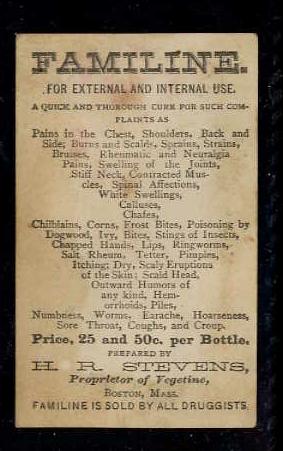 FAMILINE.
FOR EXTERNAL AND INTERNAL USE.
A QUICK AND THOROUGH CURE FOR SUCH COM-
PLAINTS AS
Pains in the Chest, Shoulders, Back and
Side; Burns and Scalds, Sprains, Strains,
Bruises, Rheumatic and Neuralgia
Pains, Swelling of the Joints,
Stiff Neck, Contracted Mus-
cles, Spinal Affections,
White Swellings,
Calluses,
Chafes,
Chilblains, Corns, Frost Bites, Poisoning by
Dogwood, Ivy, Bites, Stings of Insects,
Chapped Hands, Lips, Ringworms,
Salt Rheum, Tetter, Pimples,
Itching; Dry, Scaly Eruptions
of the Skin; Scald Head,
Outward Humors of
any kind, Hem-
orrhoids, Piles,
Numbness, Worms, Earache, Hoarseness,
Sore Throat, Coughs, and Croup.
Price, 25 and 50c. per Bottle.
PREPARED BY
H. R. STEVENS,
Proprietor of Vegetine,
BOSTON, MASS.
FAMILINE IS SOLD BY ALL DRUGGISTS.